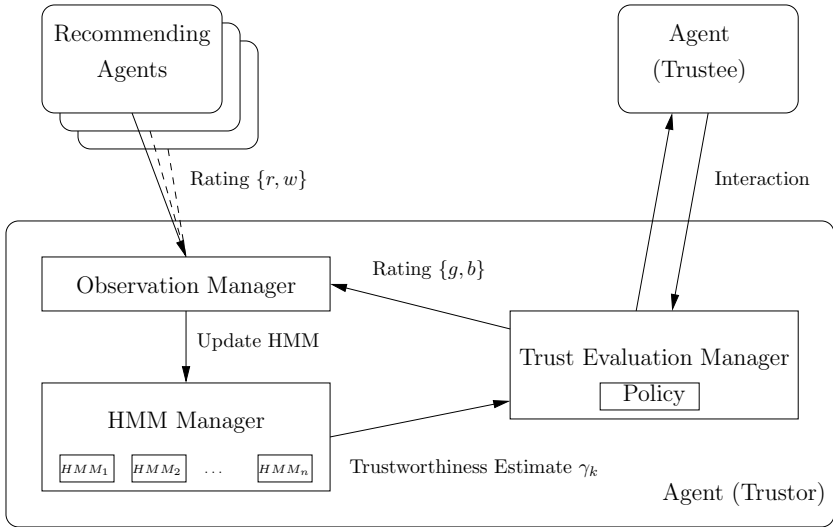 Recommending
Agents
Agent
(Trustee)
Rating {r, w}
Interaction
Observation Manager
Rating {g, b}
Update HMM
Trust Evaluation Manager
Policy
HMM Manager
HMM₁ HMM₂ ... HMMₙ
Trustworthiness Estimate γₖ
Agent (Trustor)